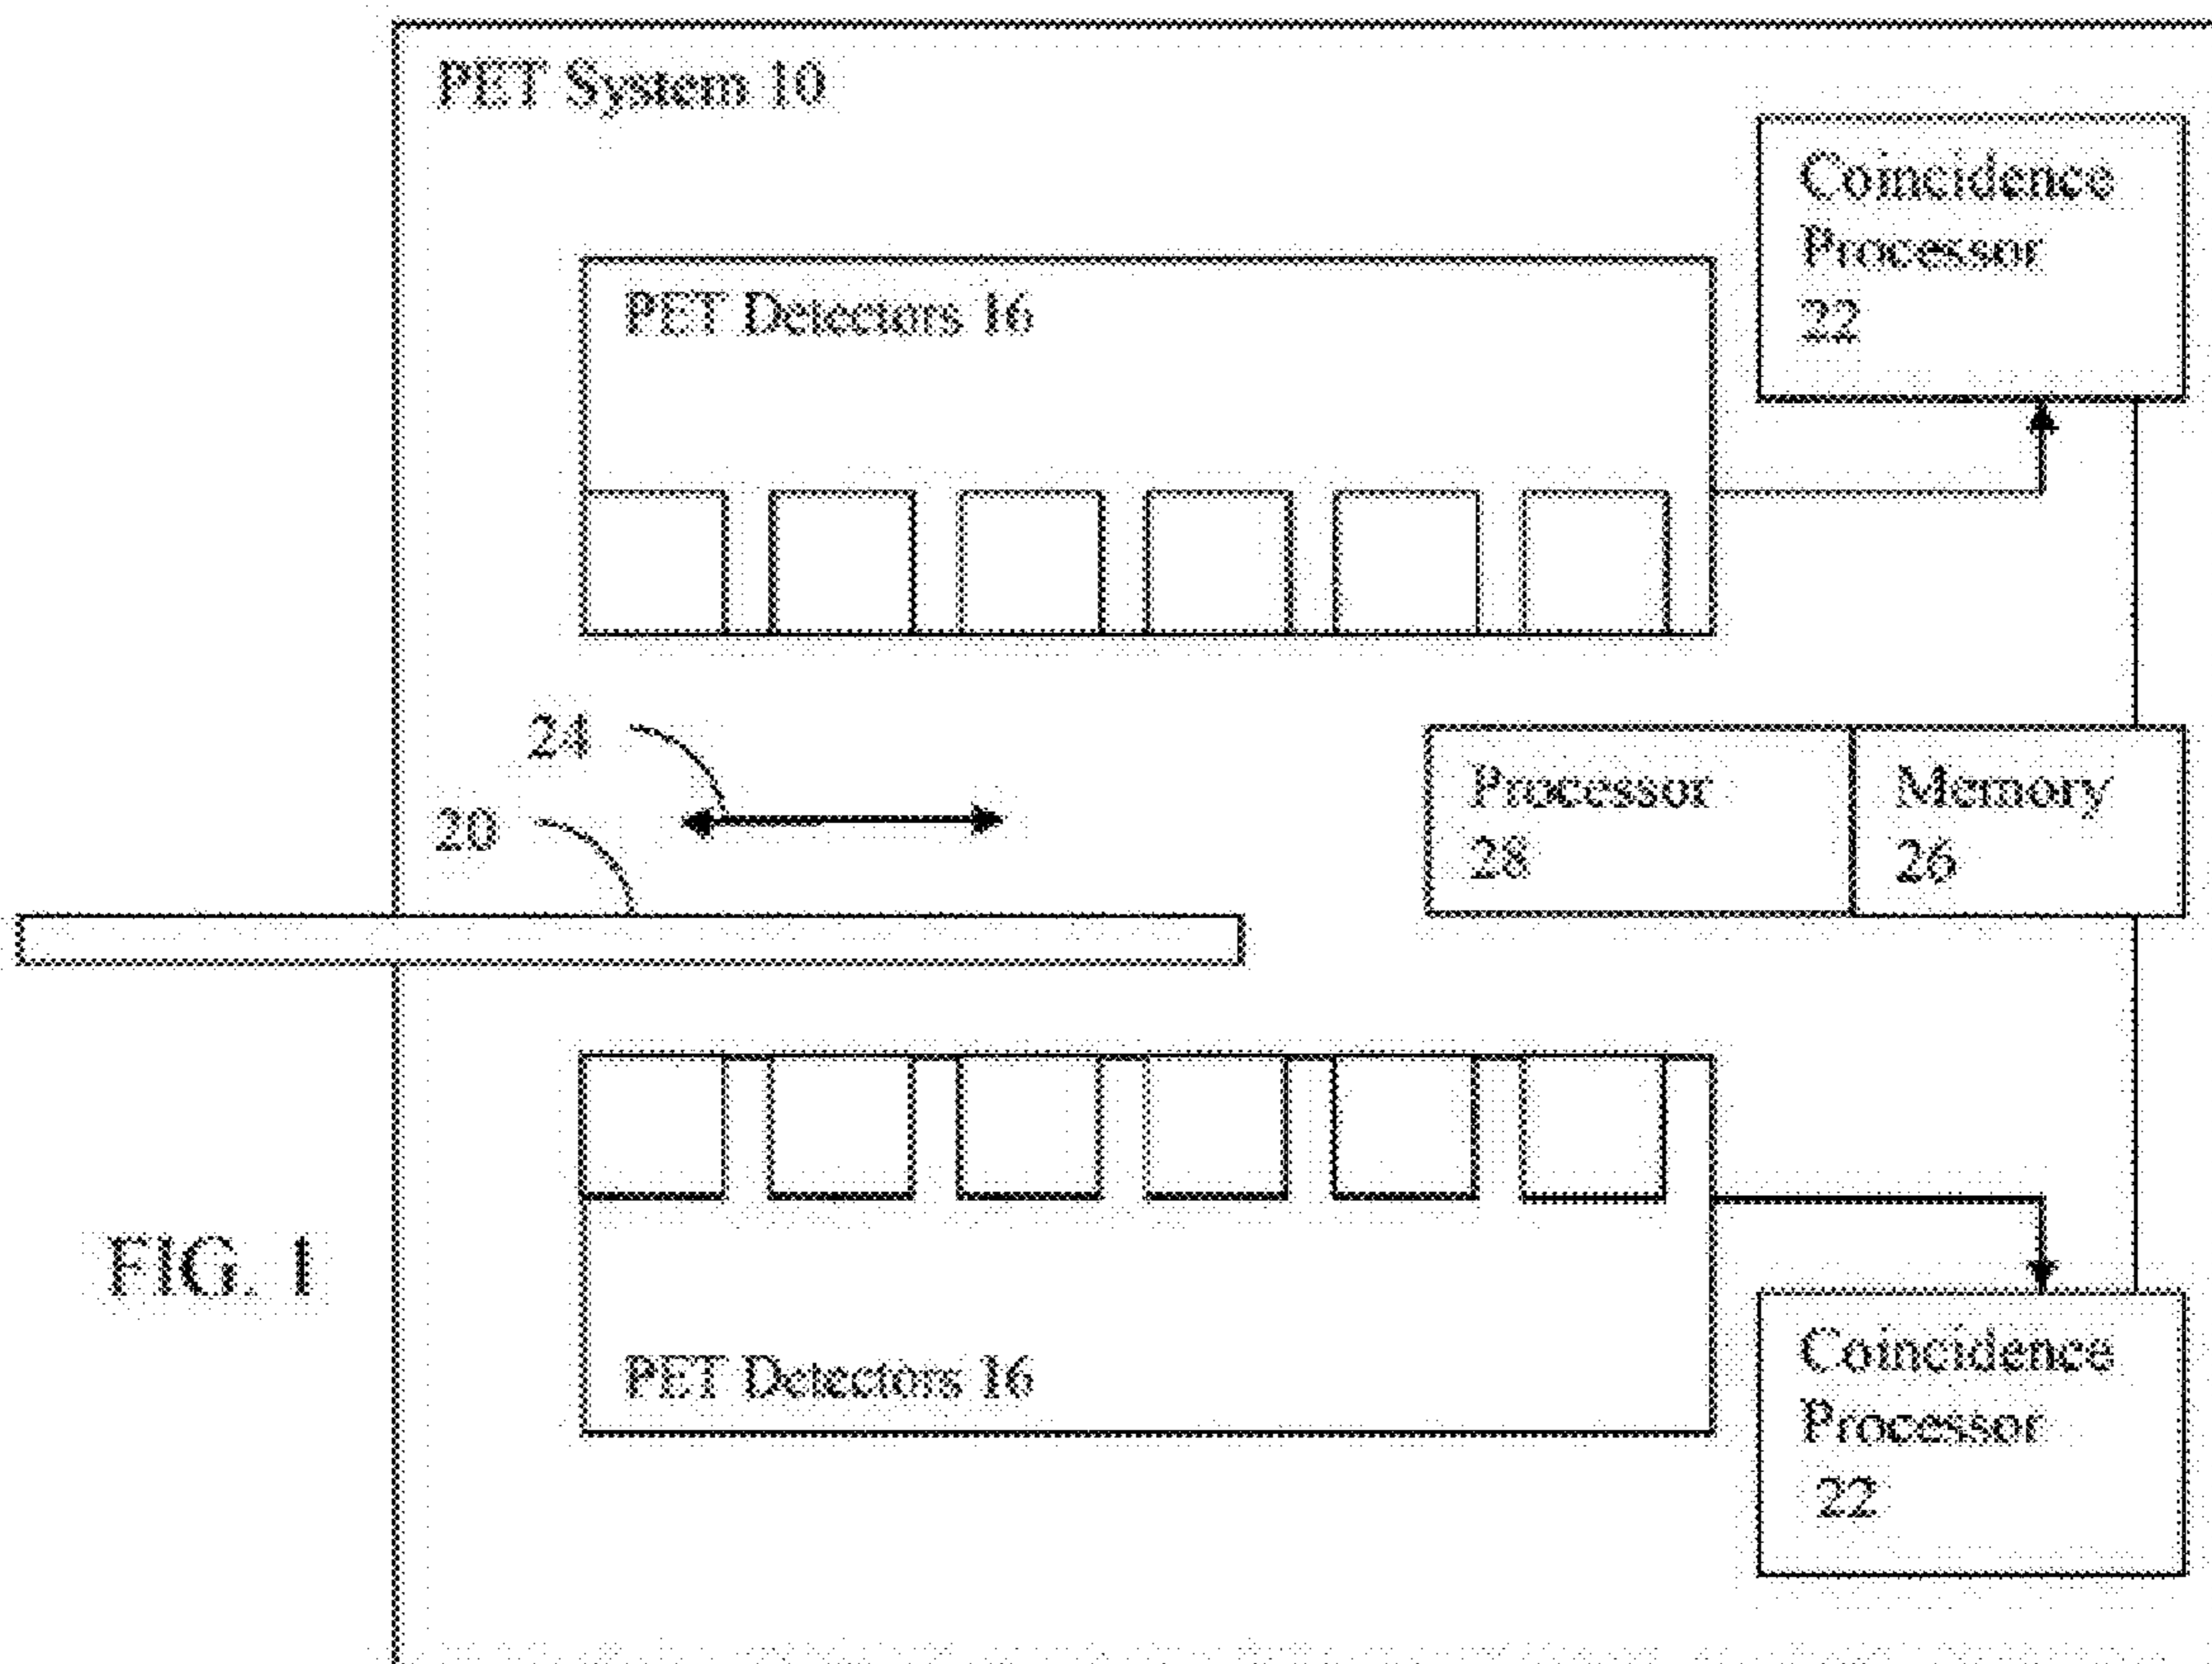 PET System 10
Coincidence
Processor
22
PET Detectors 16
24
20
Processor
28
Memory
26
FIG. 1
PET Detectors 16
Coincidence
Processor
22